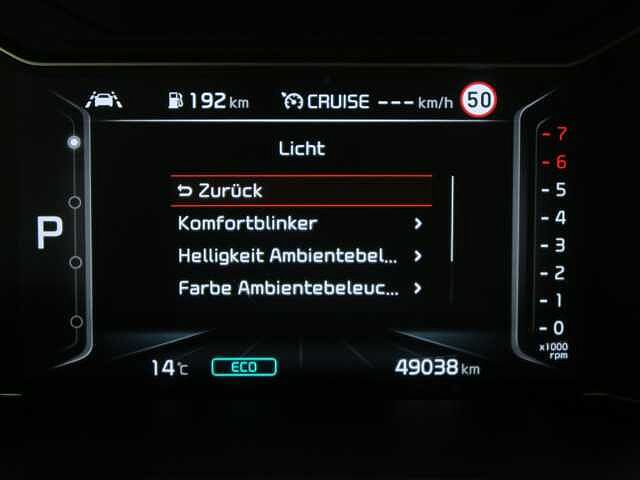 192 km CRUISE --- km/h 50
Licht
Zurück
Komfortblinker
Helligkeit Ambientebel...
Farbe Ambientebeleuc...
P
7
6
5
4
3
2
1
0
x1000
rpm
14°C ECO 49038 km